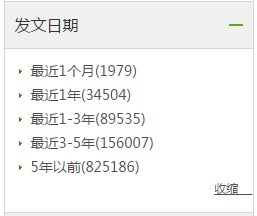 发文日期
最近1个月(1979)
最近1年(34504)
最近1-3年(89535)
最近3-5年(156007)
5年以前(825186)
收缩